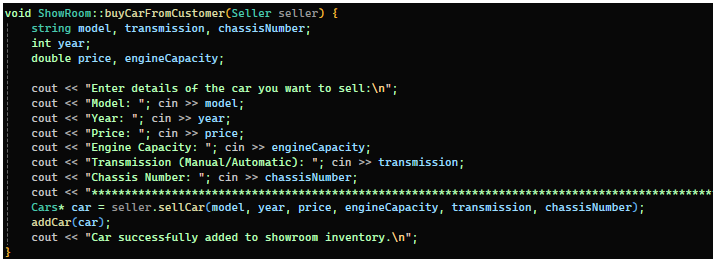 void ShowRoom::buyCarFromCustomer(Seller seller) {
string model, transmission, chassisNumber;
int year;
double price, engineCapacity;
cout << "Enter details of the car you want to sell:\n";
cout << "Model: "; cin >> model;
cout << "Year: "; cin >> year;
cout << "Price: "; cin >> price;
cout << "Engine Capacity: "; cin >> engineCapacity;
cout << "Transmission (Manual/Automatic): "; cin >> transmission;
cout << "Chassis Number: "; cin >> chassisNumber;
cout << "**********************************************************************************************
Cars* car = seller.sellCar(model, year, price, engineCapacity, transmission, chassisNumber);
addCar(car);
cout << "Car successfully added to showroom inventory.\n";
}